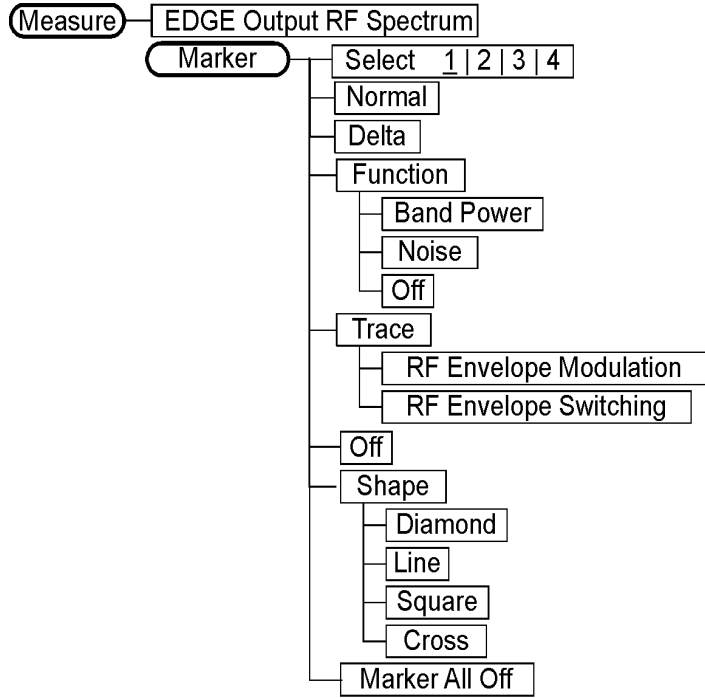 Measure EDGE Output RF Spectrum
Marker Select 1 | 2 | 3 | 4
Normal
Delta
Function
Band Power
Noise
Off
Trace
RF Envelope Modulation
RF Envelope Switching
Off
Shape
Diamond
Line
Square
Cross
Marker All Off